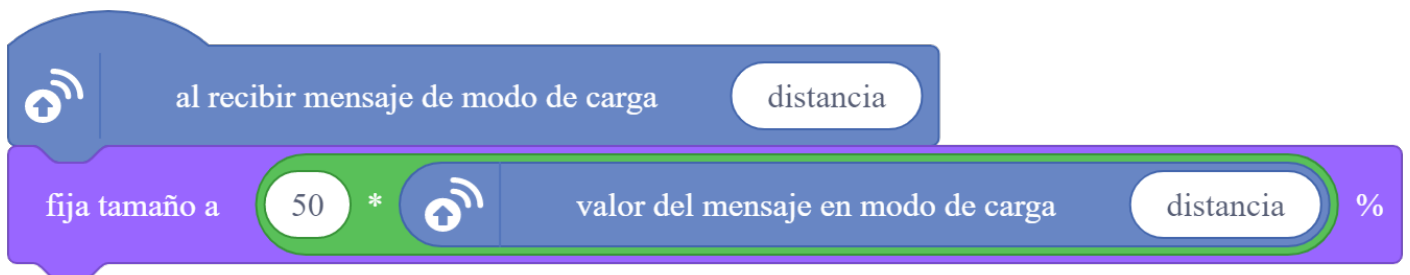 al recibir mensaje de modo de carga distancia
fija tamaño a 50 * valor del mensaje en modo de carga distancia %